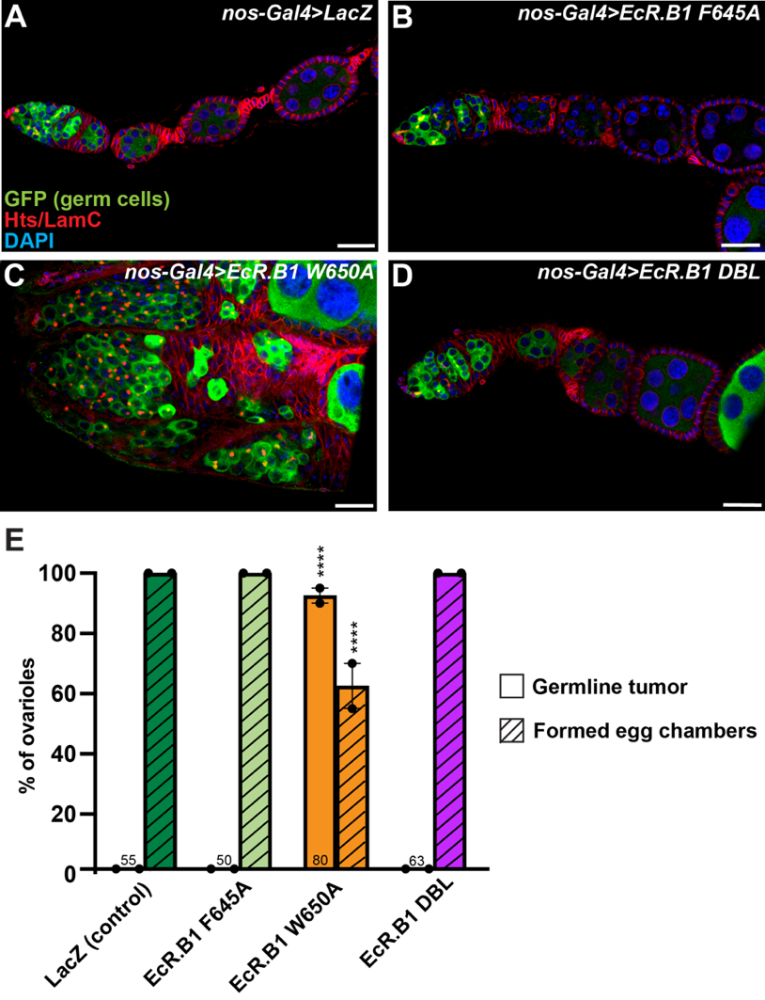 A
nos-Gal4>LacZ
GFP (germ cells)
Hts/LamC
DAPI
B
nos-Gal4>EcR.B1 F645A
C
nos-Gal4>EcR.B1 W650A
D
nos-Gal4>EcR.B1 DBL
E
% of ovarioles
100
80
60
40
20
0
55
50
80
63
****
****
LacZ (control)
EcR.B1 F645A
EcR.B1 W650A
EcR.B1 DBL
Germline tumor
Formed egg chambers